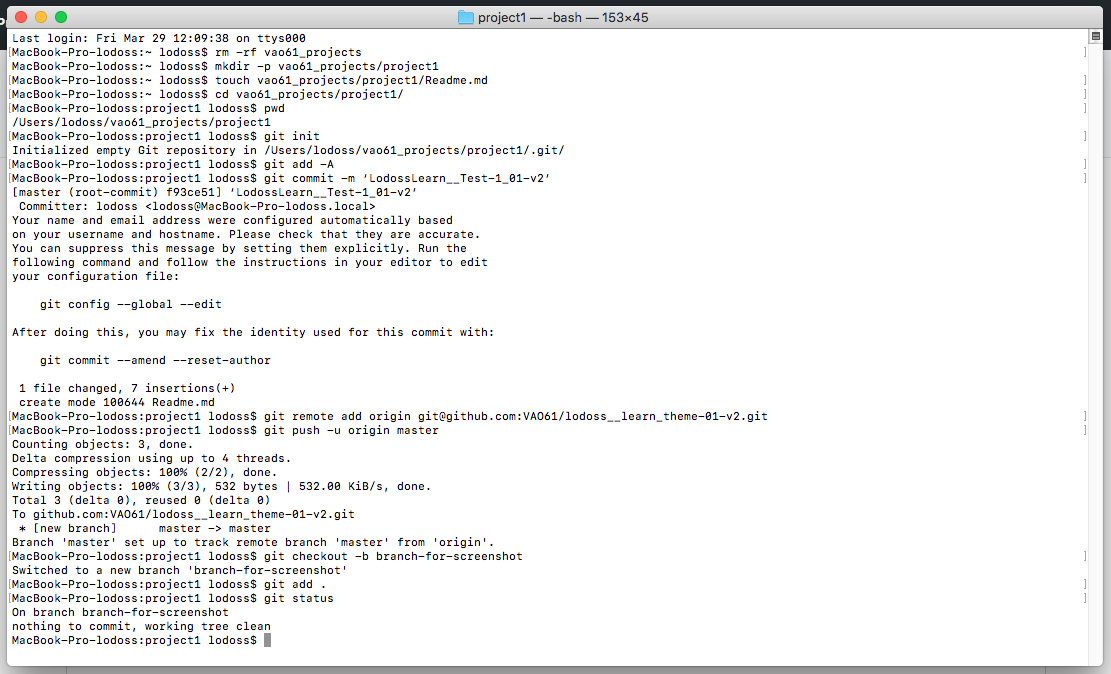 project1 — -bash — 153×45
Last login: Fri Mar 29 12:09:38 on ttys000
[MacBook-Pro-lodoss:~ lodoss$ rm -rf vao61_projects ]
[MacBook-Pro-lodoss:~ lodoss$ mkdir -p vao61_projects/project1
[MacBook-Pro-lodoss:~ lodoss$ touch vao61_projects/project1/Readme.md ]
[MacBook-Pro-lodoss:~ lodoss$ cd vao61_projects/project1/ ]
[MacBook-Pro-lodoss:project1 lodoss$ pwd ]
/Users/lodoss/vao61_projects/project1
[MacBook-Pro-lodoss:project1 lodoss$ git init ]
Initialized empty Git repository in /Users/lodoss/vao61_projects/project1/.git/
[MacBook-Pro-lodoss:project1 lodoss$ git add -A ]
[MacBook-Pro-lodoss:project1 lodoss$ git commit -m ‘LodossLearn__Test-1_01-v2’ ]
[master (root-commit) f93ce51] ‘LodossLearn__Test-1_01-v2’
Committer: lodoss <lodoss@MacBook-Pro-lodoss.local>
Your name and email address were configured automatically based
on your username and hostname. Please check that they are accurate.
You can suppress this message by setting them explicitly. Run the
following command and follow the instructions in your editor to edit
your configuration file:
git config --global --edit
After doing this, you may fix the identity used for this commit with:
git commit --amend --reset-author
1 file changed, 7 insertions(+)
create mode 100644 Readme.md
[MacBook-Pro-lodoss:project1 lodoss$ git remote add origin git@github.com:VAO61/lodoss__learn_theme-01-v2.git ]
[MacBook-Pro-lodoss:project1 lodoss$ git push -u origin master ]
Counting objects: 3, done.
Delta compression using up to 4 threads.
Compressing objects: 100% (2/2), done.
Writing objects: 100% (3/3), 532 bytes | 532.00 KiB/s, done.
Total 3 (delta 0), reused 0 (delta 0)
To github.com:VAO61/lodoss__learn_theme-01-v2.git
* [new branch]      master -> master
Branch 'master' set up to track remote branch 'master' from 'origin'.
[MacBook-Pro-lodoss:project1 lodoss$ git checkout -b branch-for-screenshot ]
Switched to a new branch 'branch-for-screenshot'
[MacBook-Pro-lodoss:project1 lodoss$ git add . ]
[MacBook-Pro-lodoss:project1 lodoss$ git status ]
On branch branch-for-screenshot
nothing to commit, working tree clean
MacBook-Pro-lodoss:project1 lodoss$